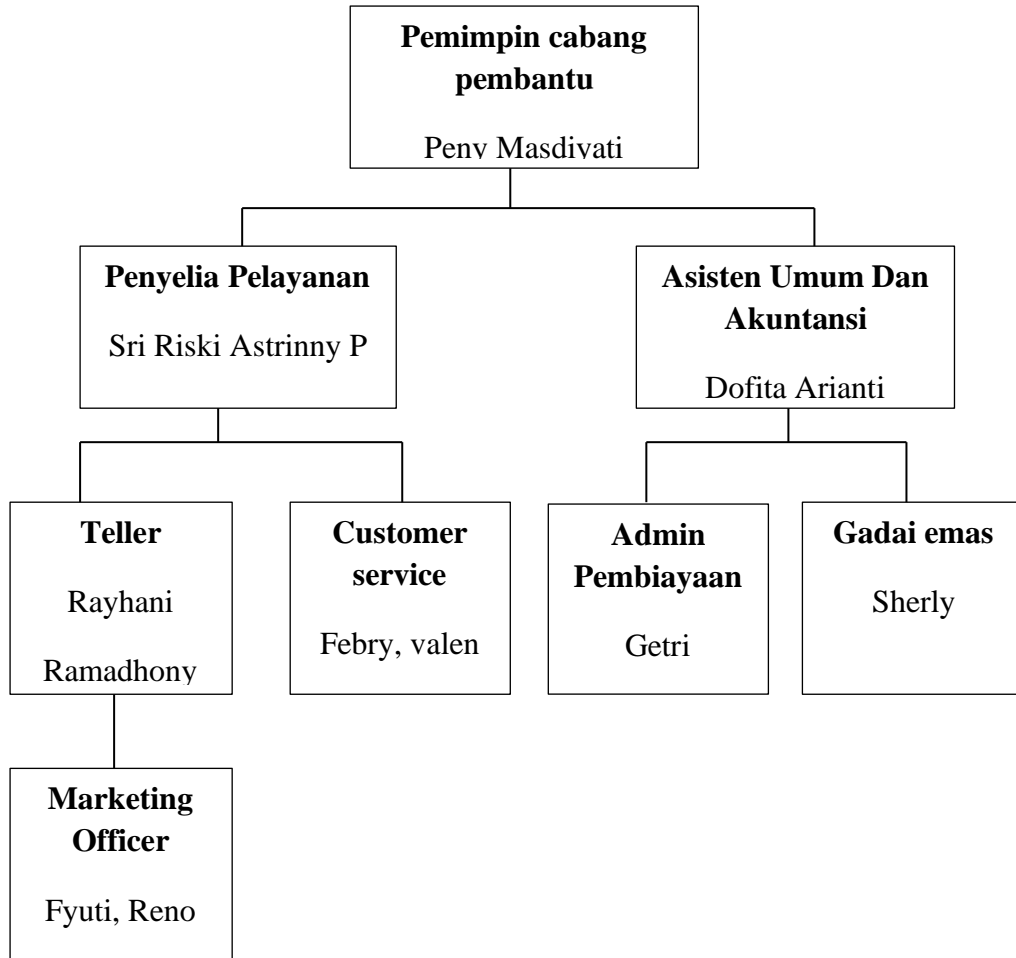 Pemimpin cabang
pembantu
Peny Masdiyati
Penyelia Pelayanan
Sri Riski Astrinny P
Asisten Umum Dan
Akuntansi
Dofita Arianti
Teller
Rayhani
Ramadhony
Customer
service
Febry, valen
Admin
Pembiayaan
Getri
Gadai emas
Sherly
Marketing
Officer
Fyuti, Reno